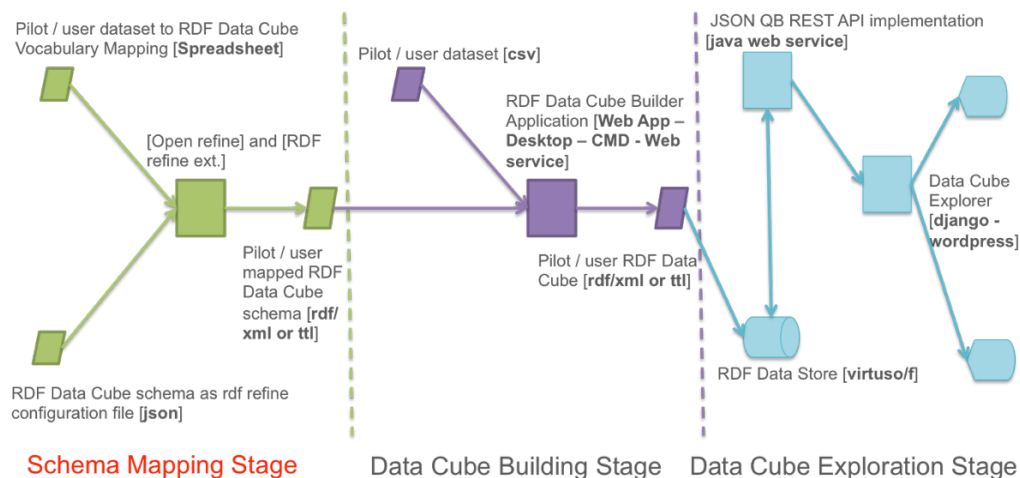 Pilot / user dataset to RDF Data Cube
Vocabulary Mapping [Spreadsheet]
[Open refine] and [RDF
refine ext.]
Pilot / user
mapped RDF
Data Cube
schema [rdf/
xml or ttl]
RDF Data Cube schema as rdf refine
configuration file [json]
Schema Mapping Stage
Pilot / user dataset [csv]
RDF Data Cube Builder
Application [Web App –
Desktop – CMD - Web
service]
Pilot / user RDF Data
Cube [rdf/xml or ttl]
Data Cube Building Stage
JSON QB REST API implementation
[java web service]
Data Cube
Explorer
[django -
wordpress]
RDF Data Store [virtuso/f]
Data Cube Exploration Stage